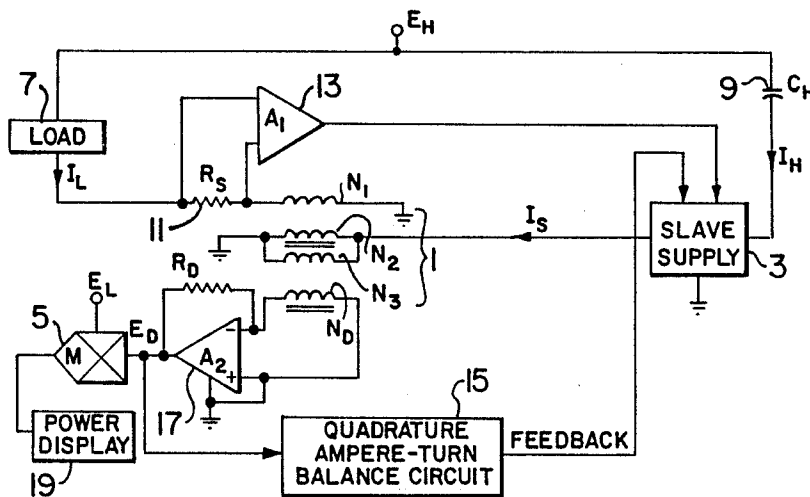 E_H
7
LOAD
I_L
13
A_1
9
C_H
I_H
R_S
11
N_1
I_S
SLAVE
SUPPLY
3
N_2
1
N_3
R_D
N_D
E_L
5
M
E_D
-
A_2
+
17
15
QUADRATURE
AMPERE-TURN
BALANCE CIRCUIT
FEEDBACK
POWER
DISPLAY
19